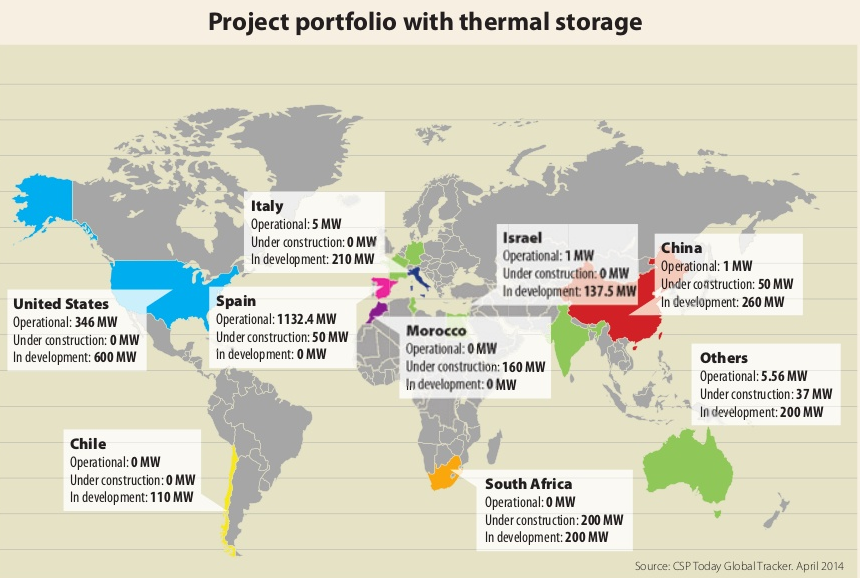 Project portfolio with thermal storage
Italy
Operational: 5 MW
Under construction: 0 MW
In development: 210 MW
Israel
Operational: 1 MW
Under construction: 0 MW
In development: 137.5 MW
China
Operational: 1 MW
Under construction: 50 MW
In development: 260 MW
United States
Operational: 346 MW
Under construction: 0 MW
In development: 600 MW
Spain
Operational: 1132.4 MW
Under construction: 50 MW
In development: 0 MW
Morocco
Operational: 0 MW
Under construction: 160 MW
In development: 0 MW
Others
Operational: 5.56 MW
Under construction: 37 MW
In development: 200 MW
Chile
Operational: 0 MW
Under construction: 0 MW
In development: 110 MW
South Africa
Operational: 0 MW
Under construction: 200 MW
In development: 200 MW
Source: CSP Today Global Tracker. April 2014